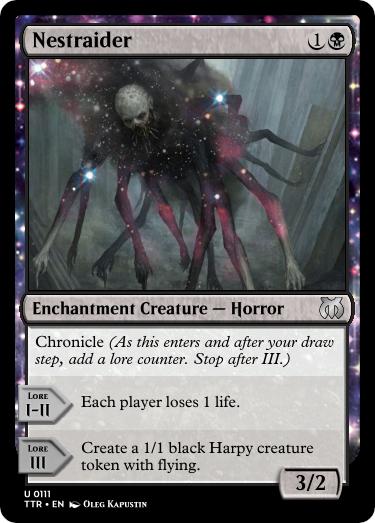 Nestraider 1
Enchantment Creature — Horror
Chronicle (As this enters and after your draw
step, add a lore counter. Stop after III.)
LORE
I-II
Each player loses 1 life.
LORE
III
Create a 1/1 black Harpy creature
token with flying.
3/2
U 0111
TTR • EN Oleg Kapustin